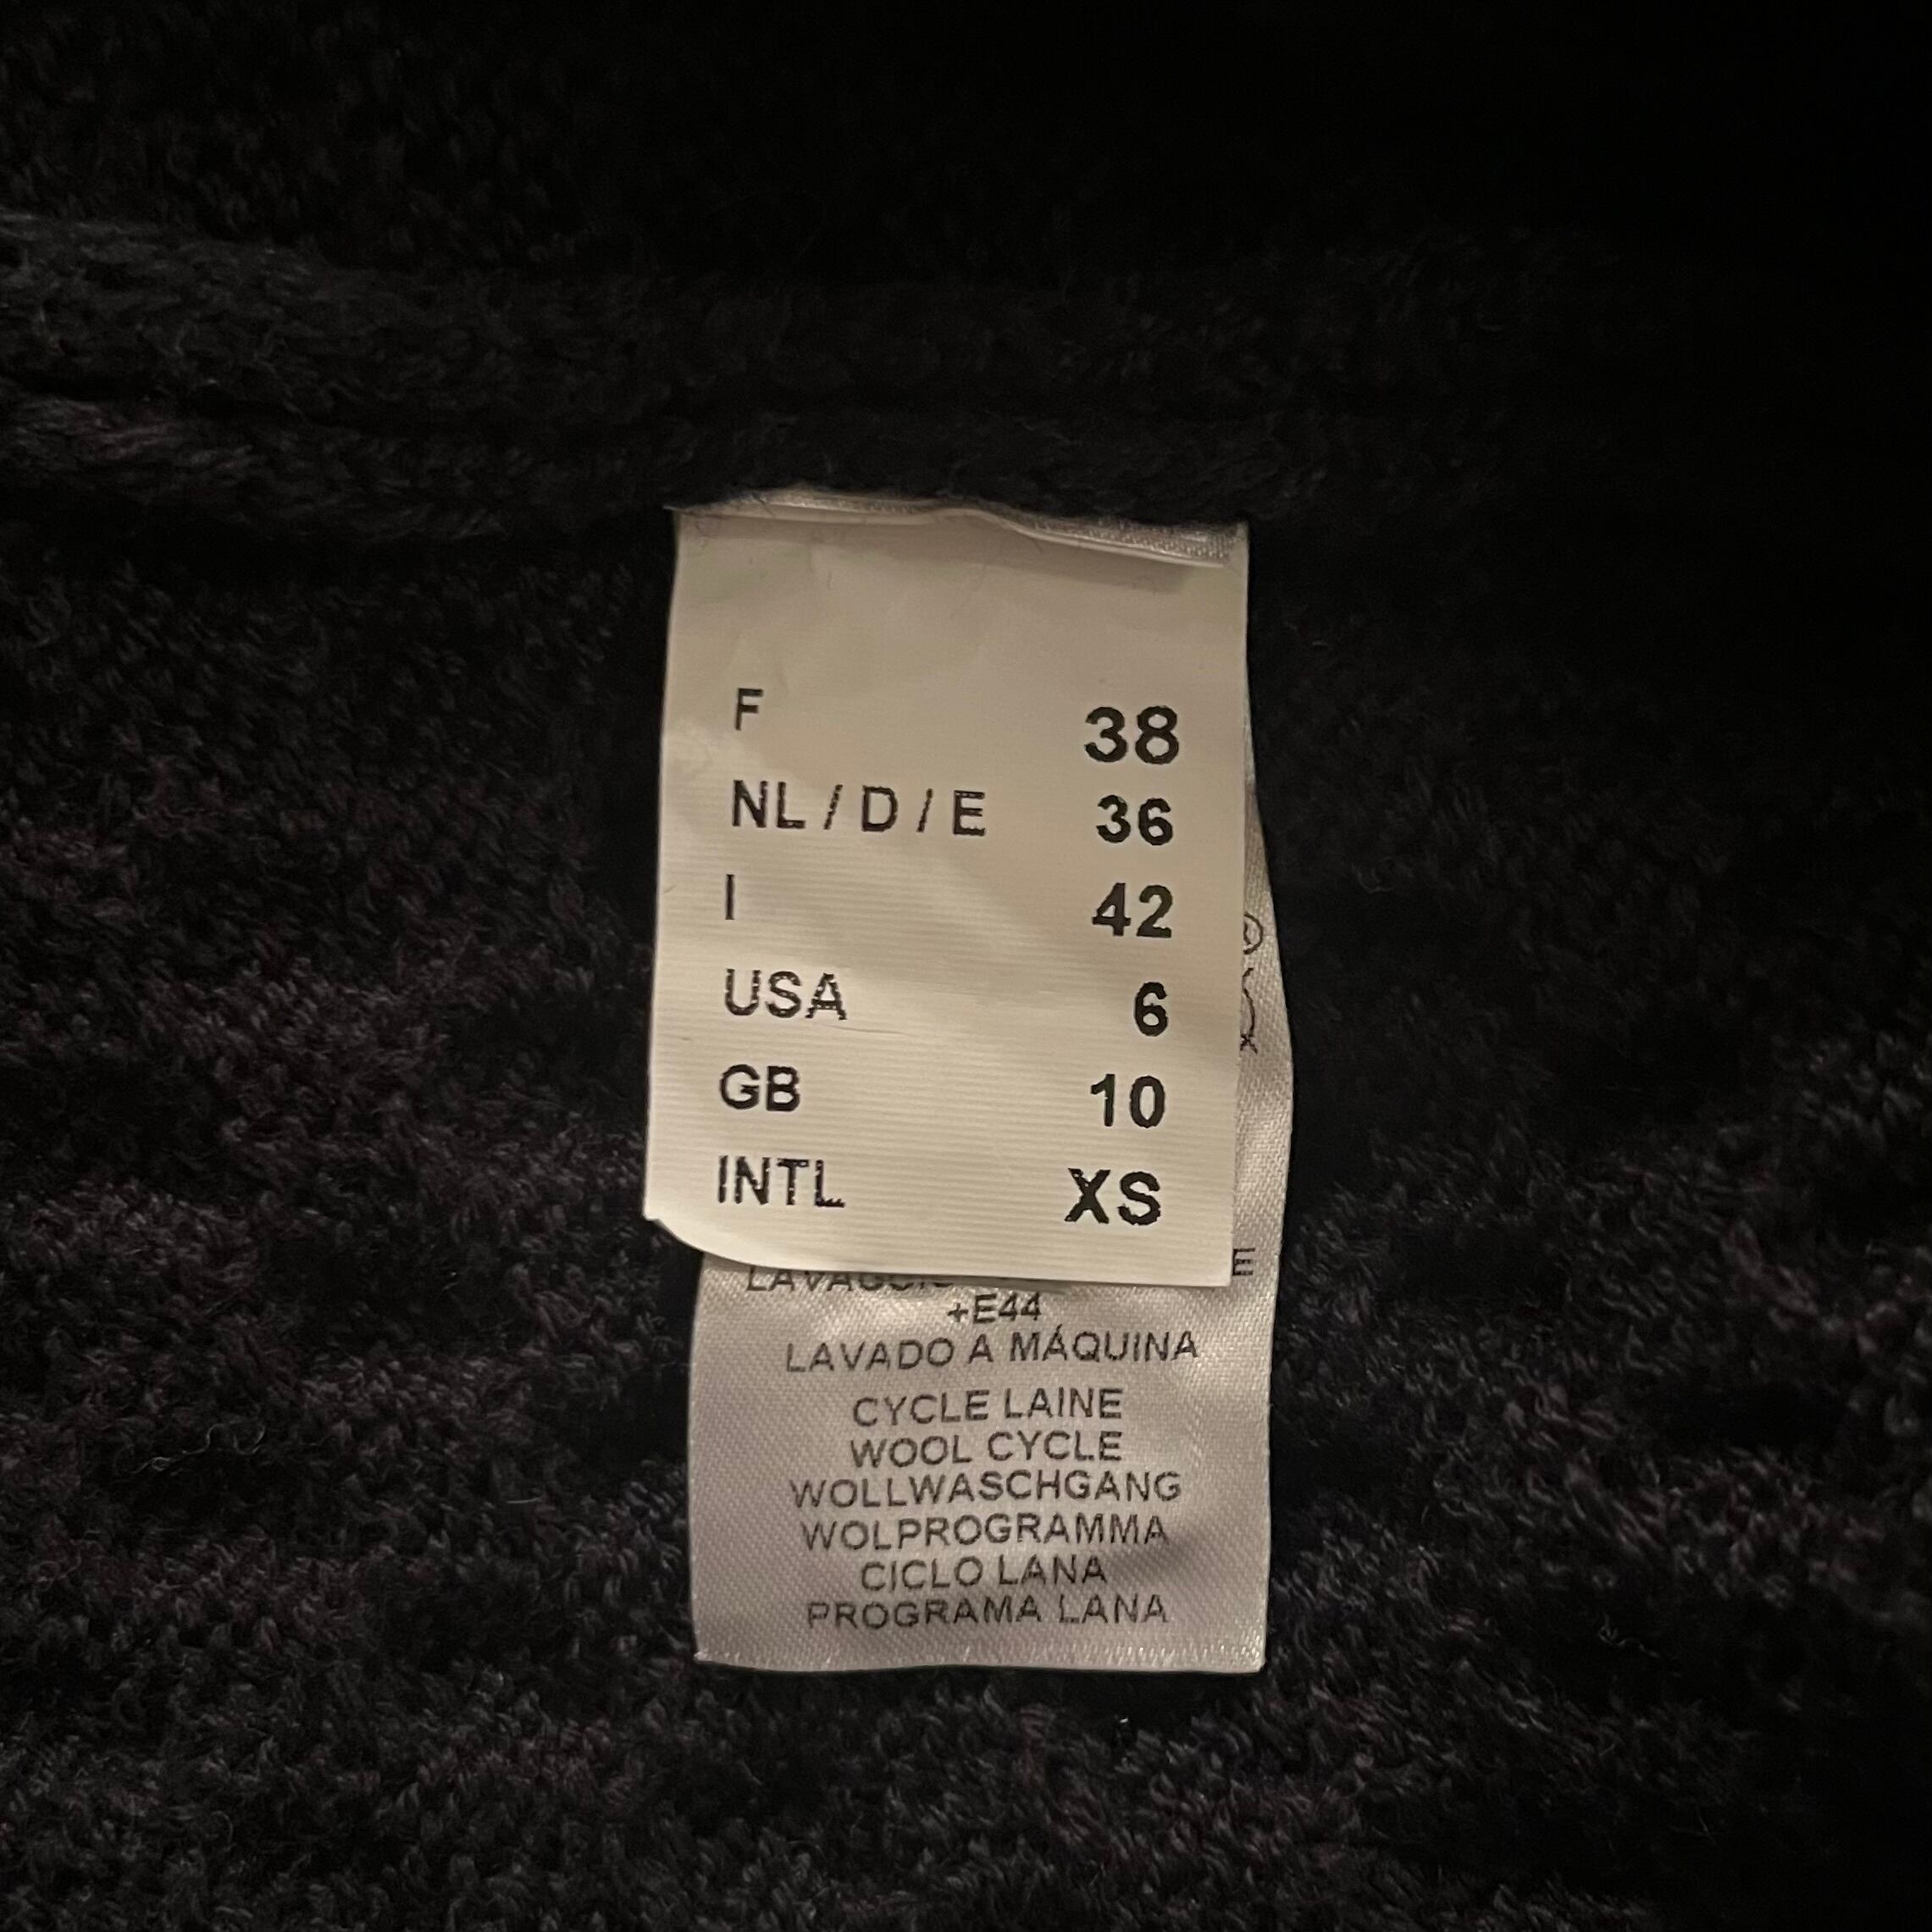 F 38
NL / D / E 36
I 42
USA 6
GB 10
INTL XS
E
+E44
LAVADO A MÁQUINA
CYCLE LAINE
WOOL CYCLE
WOLLWASCHGANG
WOLPROGRAMMA
CICLO LANA
PROGRAMA LANA